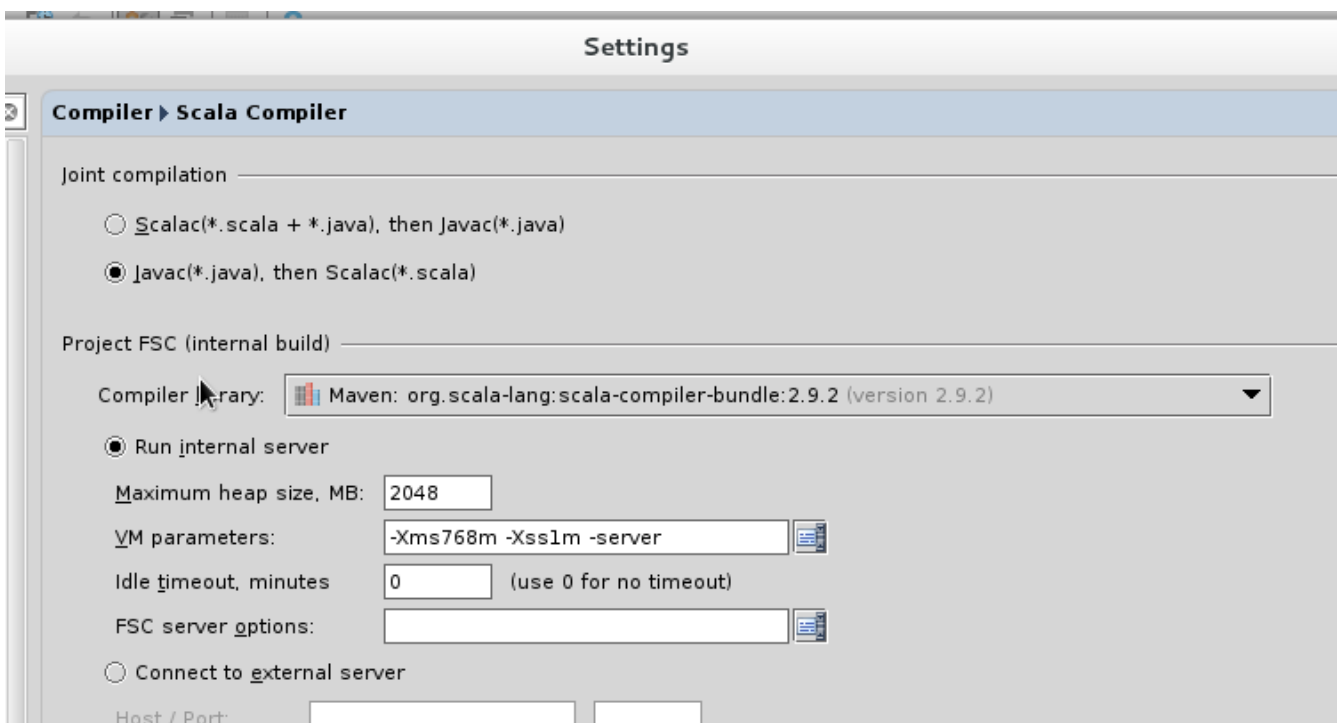 Settings
Compiler Scala Compiler
Joint compilation
Scalac(*.scala + *.java), then Javac(*.java)
Javac(*.java), then Scalac(*.scala)
Project FSC (internal build)
Compiler library: Maven: org.scala-lang:scala-compiler-bundle:2.9.2 (version 2.9.2)
Run internal server
Maximum heap size, MB: 2048
VM parameters: -Xms768m -Xss1m -server
Idle timeout, minutes 0 (use 0 for no timeout)
FSC server options:
Connect to external server
Host / Port: